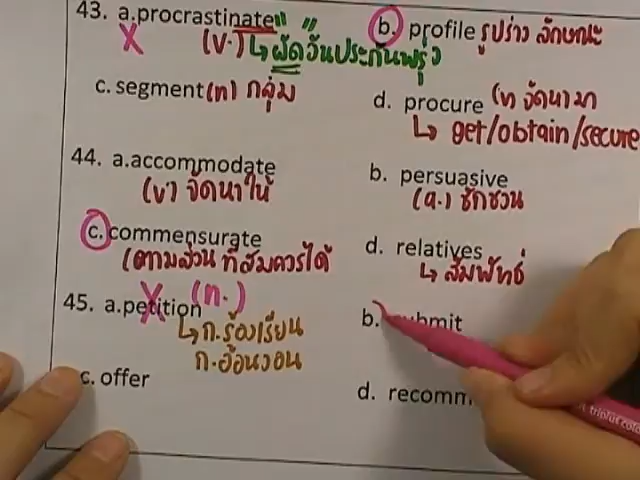 43. a.procrastinate" "
b. profile รูปร่าง ลักษณะ
X (v.) ↳ ผัดวันประกันพรุ่ง
c. segment (n) กลุ่ม
d. procure (v) จัดหามา
↳ get/obtain/secure
44. a.accommodate
b. persuasive
(v) จัดหาให้
(a.) ชักชวน
c. commensurate
d. relatives
(ตามส่วน ที่สมควรได้
↳ สัมพัทธ์
45. a.petition (n.)
b.
↳ ก.ร้องเรียน
ก.อ้อนวอน
c. offer
d.
triplus color